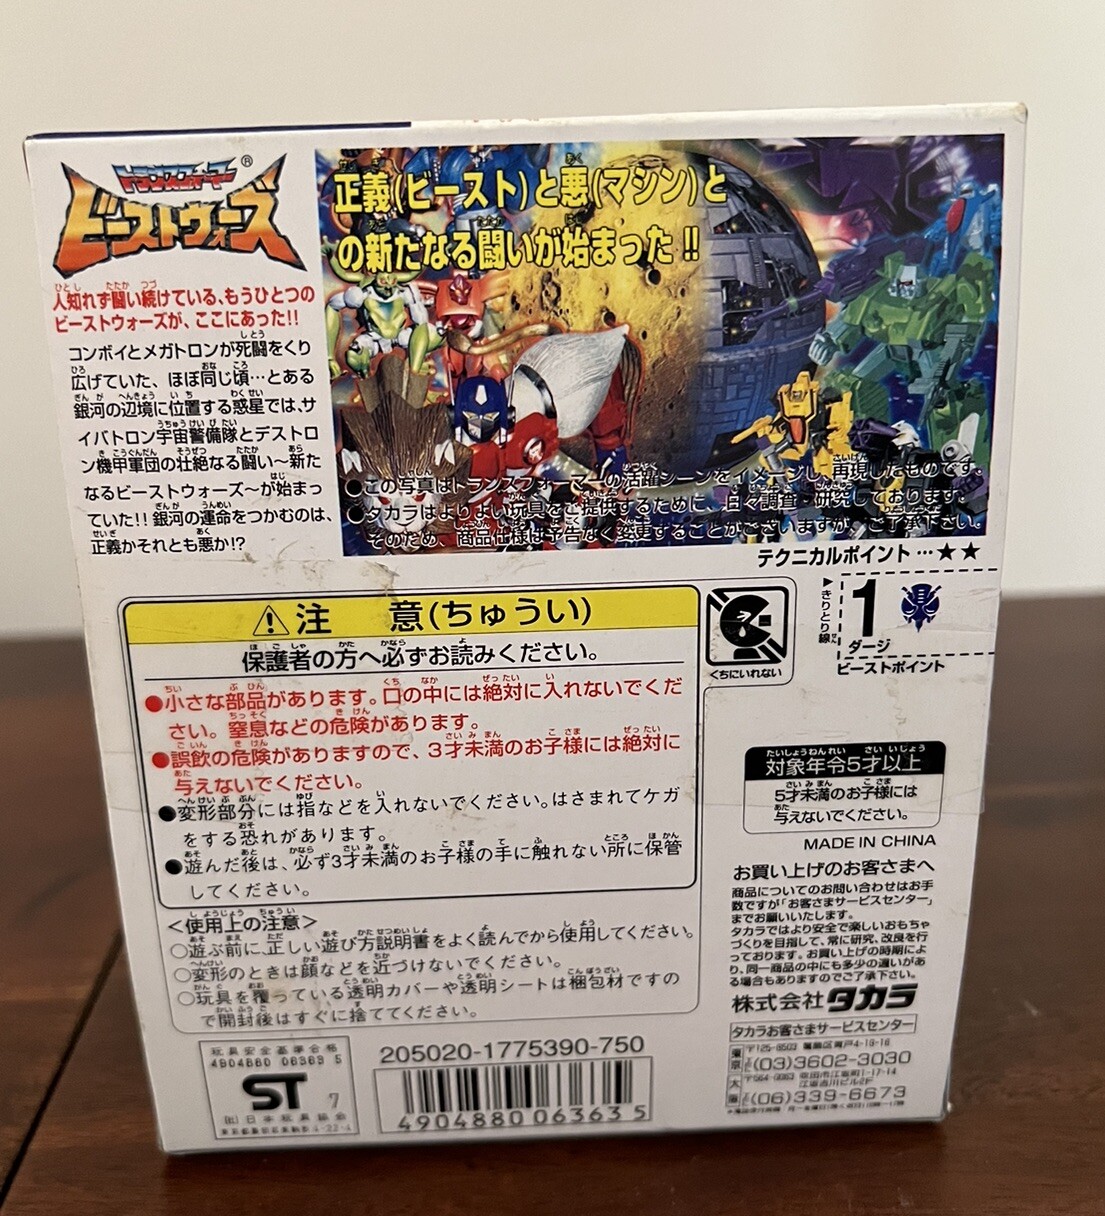 トランスフォーマー®
ビーストウォーズ
正義(ビースト)と悪(マシン)と
の新たなる闘いが始まった!!
人知れず闘い続けている、もうひとつの
ビーストウォーズが、ここにあった!!
コンボイとメガトロンが死闘をくり
広げていた、ほぼ同じ頃…とある
銀河の辺境に位置する惑星では、サ
イバトロン宇宙警備隊とデストロ
ン機甲軍団の壮絶なる闘い〜新た
なるビーストウォーズ〜が始まっ
ていた!!銀河の運命をつかむのは、
正義かそれとも悪か!?
●この写真はトランスフォーマーの活躍シーンをイメージし、再現したものです。
●タカラはよりよい玩具をご提供するために、日々調査・研究しております。
そのため、商品仕様は予告なく変更することがございますが、ご了承下さい。
テクニカルポイント…★★
▶きりとり線
1
ダージ
ビーストポイント
⚠注 意(ちゅうい)
保護者の方へ必ずお読みください。
●小さな部品があります。口の中には絶対に入れないでくだ
さい。窒息などの危険があります。
●誤飲の危険がありますので、3才未満のお子様には絶対に
与えないでください。
●変形部分には指などを入れないでください。はさまれてケガ
をする恐れがあります。
●遊んだ後は、必ず3才未満のお子様の手に触れない所に保管
してください。
くちにいれない
<使用上の注意>
○遊ぶ前に正しい遊び方説明書をよく読んでから使用してください。
○変形のときは顔などを近づけないでください。
○玩具を覆っている透明カバーや透明シートは梱包材ですの
で開封後はすぐに捨ててください。
対象年令5才以上
5才未満のお子様には
与えないでください。
MADE IN CHINA
お買い上げのお客さまへ
商品についてのお問い合わせはお手
数ですが「お客さまサービスセンター」
までお願いいたします。
タカラではより安全で楽しいおもちゃ
づくりを目指して、常に研究、改良を行
っております。お買い上げの時期によ
り、同一商品の中にも多少の違いがあ
る場合もありますのでご了承下さい。
株式会社タカラ
タカラお客さまサービスセンター
東京
〒125-8503 葛飾区青戸4-19-16
(03)3602-3030
大阪
江坂町1-17-14
(06)339-6673
玩具安全基準合格
4904880 06363 5
ST 7
(社)日本玩具協会
205020-1775390-750
4904880063635